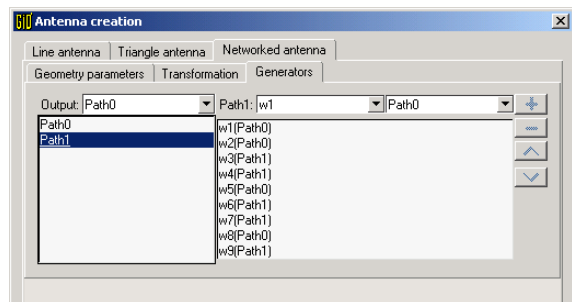 GiD Antenna creation
Line antenna Triangle antenna Networked antenna
Geometry parameters Transformation Generators
Output: Path0 Path1: w1 Path0
Path0
Path1
w1(Path0)
w2(Path0)
w3(Path1)
w4(Path1)
w5(Path0)
w6(Path1)
w7(Path1)
w8(Path0)
w9(Path1)